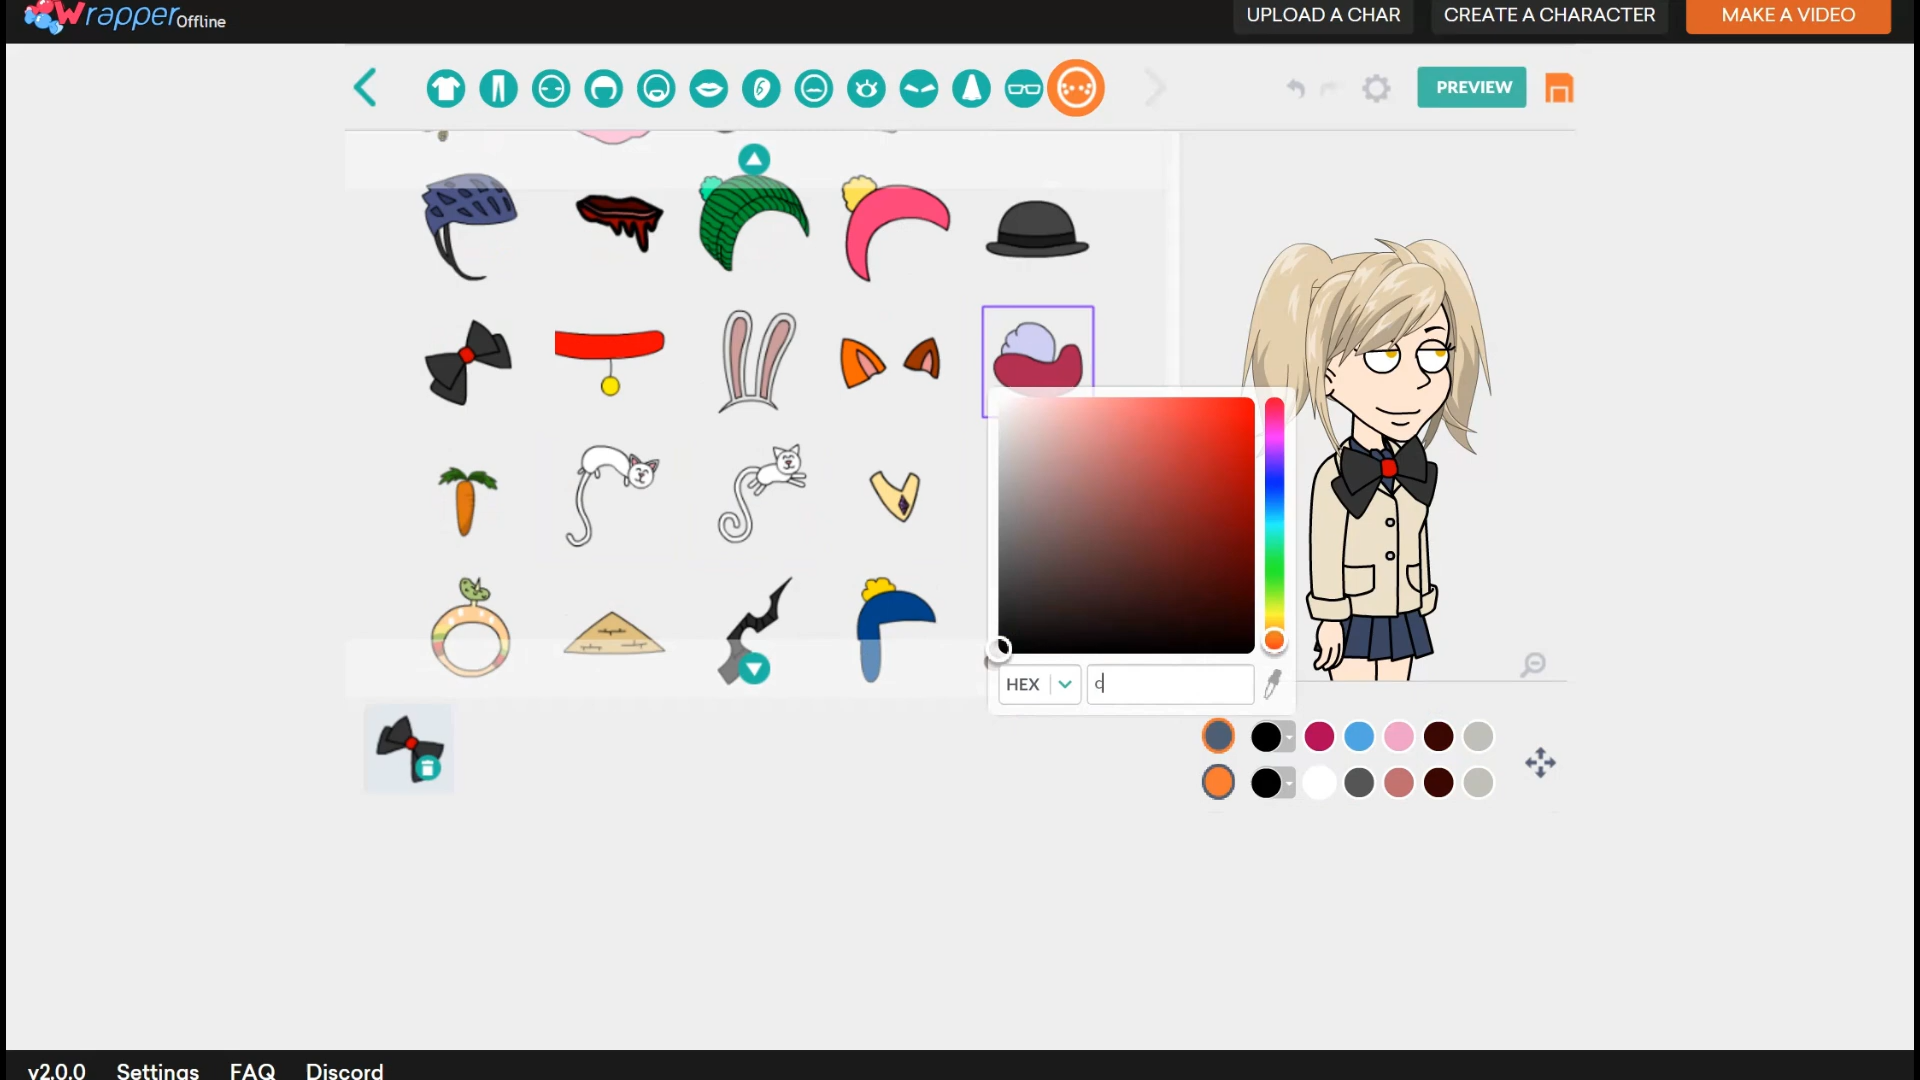 Wrapper Offline
UPLOAD A CHAR
CREATE A CHARACTER
MAKE A VIDEO
PREVIEW
HEX
c
v2.0.0
Settings
FAQ
Discord